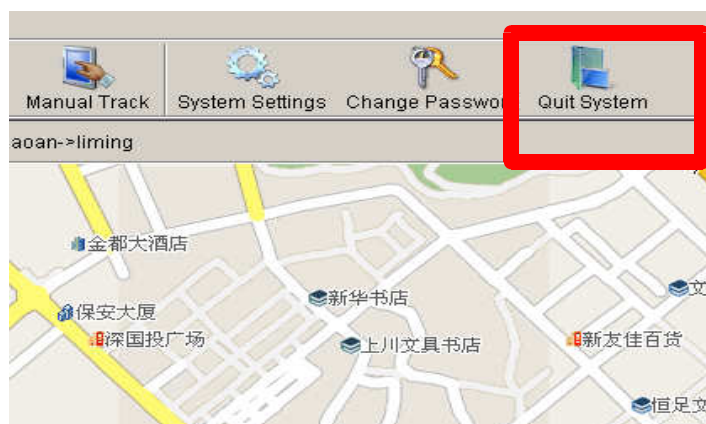 Manual Track
System Settings
Change Passwo
Quit System
aoan->liming
金都大酒店
保安大厦
深国投广场
新华书店
上川文具书店
新友佳百货
文
恒足文